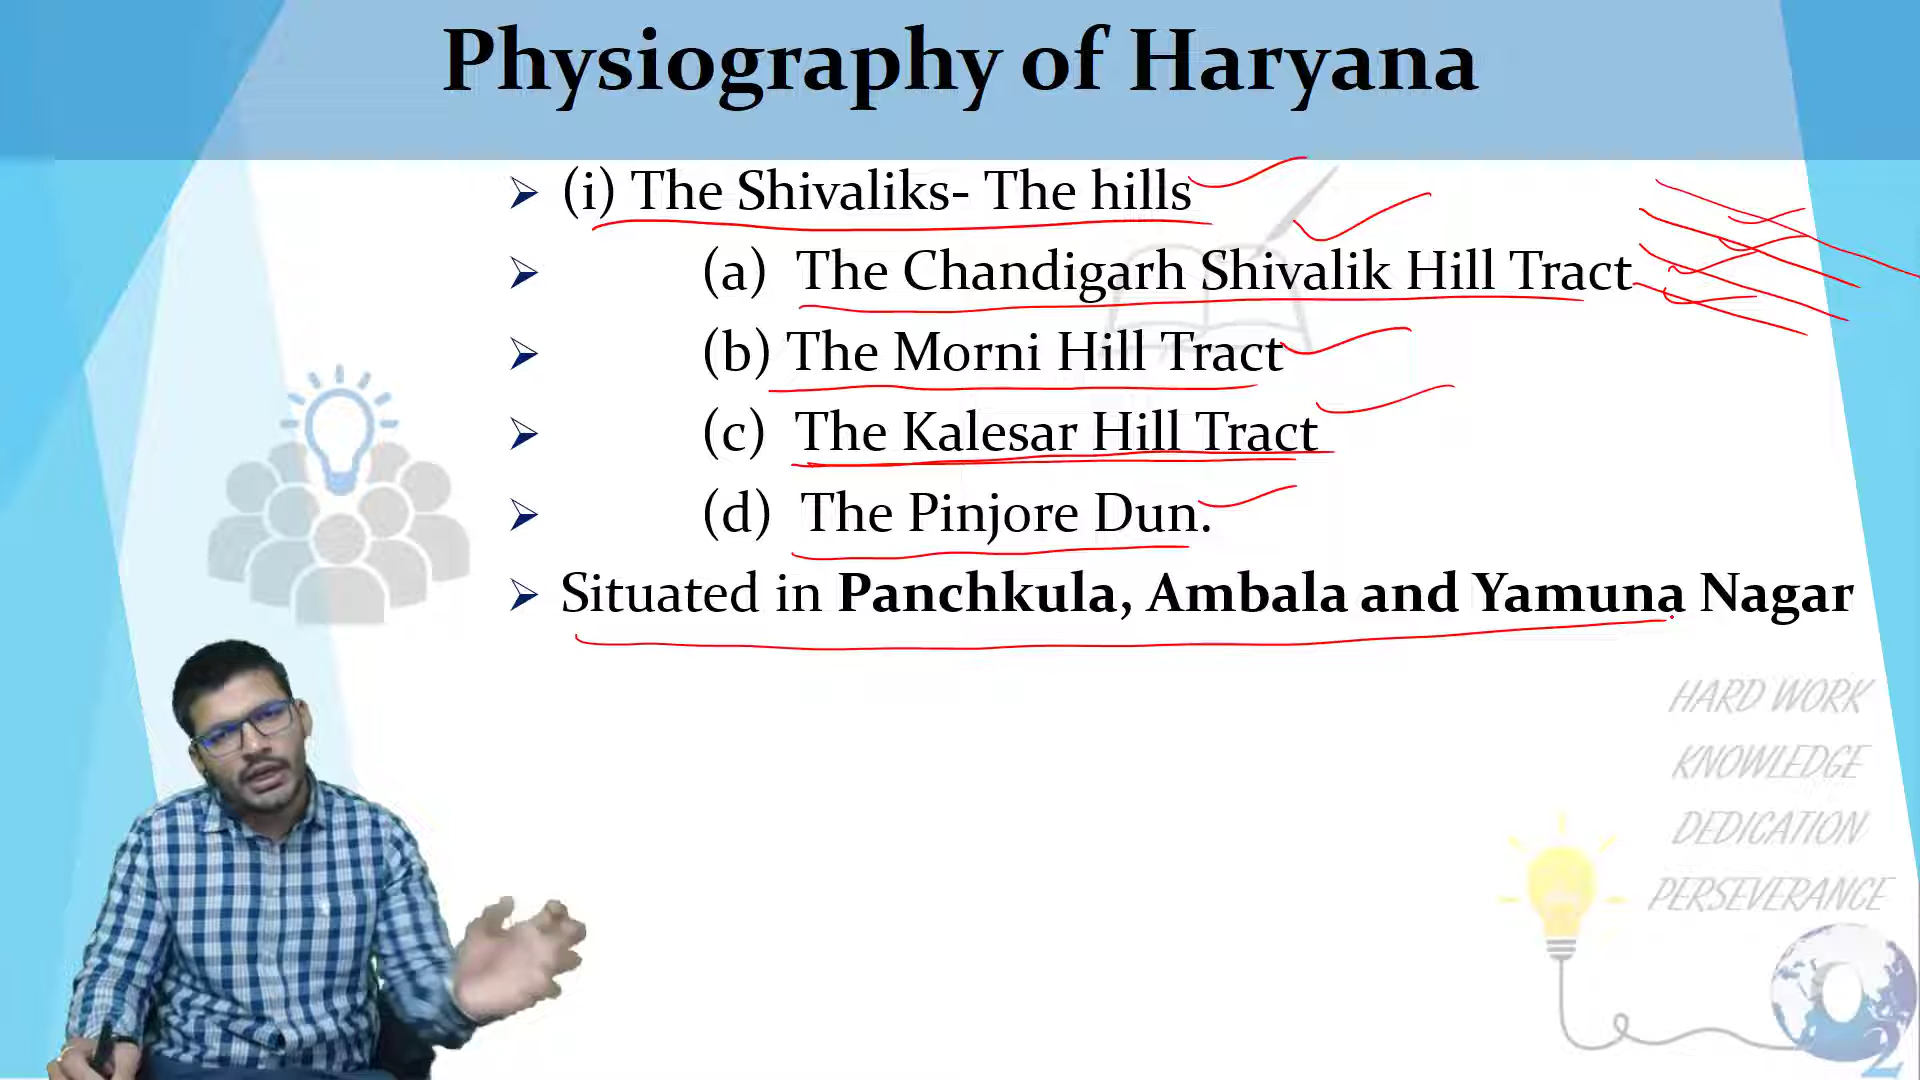 Physiography of Haryana
➢ (i) The Shivaliks- The hills
➢ (a) The Chandigarh Shivalik Hill Tract
➢ (b) The Morni Hill Tract
➢ (c) The Kalesar Hill Tract
➢ (d) The Pinjore Dun.
➢ Situated in Panchkula, Ambala and Yamuna Nagar
HARD WORK
KNOWLEDGE
DEDICATION
PERSEVERANCE
O2